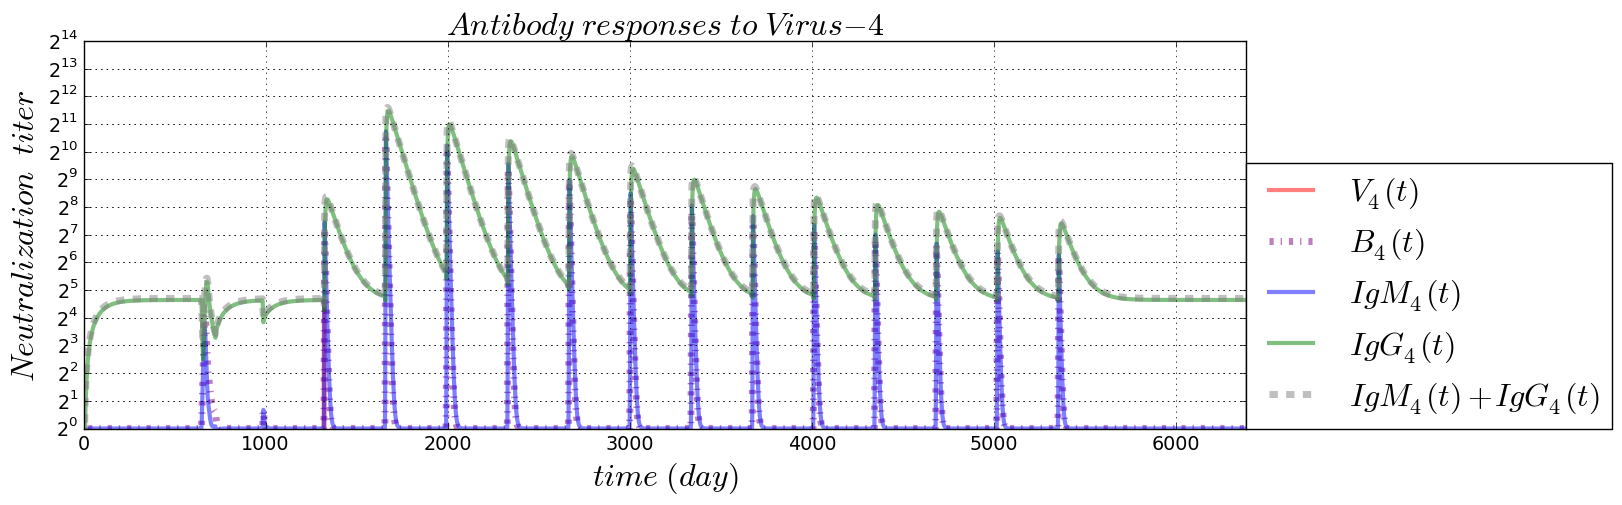 Antibody responses to Virus−4
Neutralization titer
2^14
2^13
2^12
2^11
2^10
2^9
2^8
2^7
2^6
2^5
2^4
2^3
2^2
2^1
2^0
0 1000 2000 3000 4000 5000 6000
time (day)
V_4(t)
B_4(t)
IgM_4(t)
IgG_4(t)
IgM_4(t)+IgG_4(t)